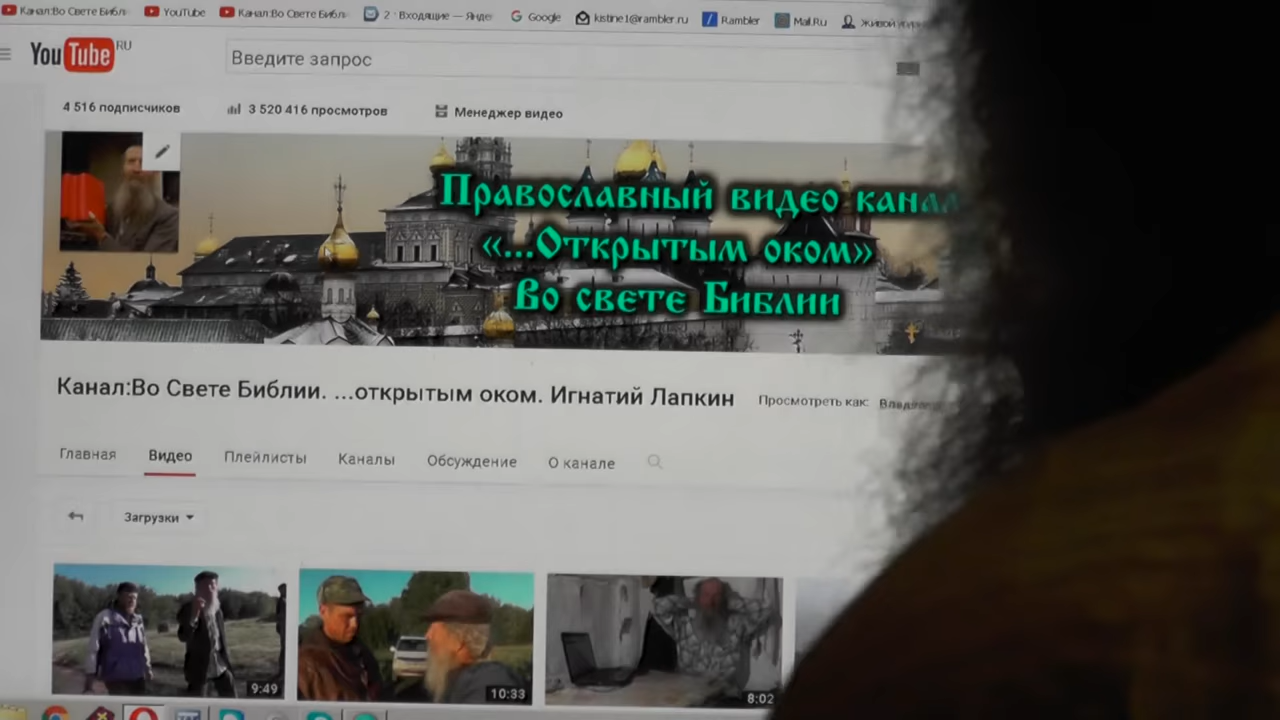 Канал:Во Свете Библ YouTube Канал:Во Свете Библ 2 · Входящие — Янде Google kistine1@rambler.ru Rambler Mail.Ru
YouTube RU Введите запрос
4 516 подписчиков 3 520 416 просмотров Менеджер видео
Православный видео канал
«...Открытым оком»
Во свете Библии
Канал:Во Свете Библии. ...открытым оком. Игнатий Лапкин Просмотреть как:
Главная Видео Плейлисты Каналы Обсуждение О канале
Загрузки
9:49 10:33 8:02